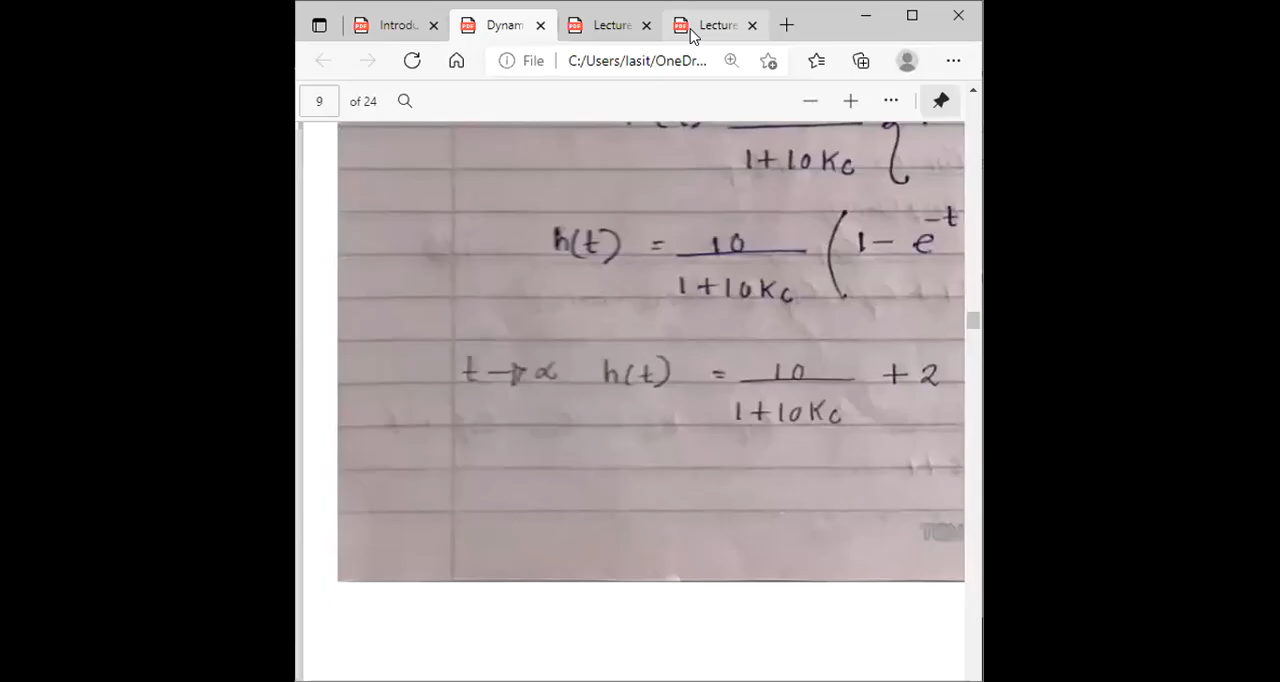 Introdu Dynam Lecture Lecture
File C:/Users/lasit/OneDr...
9 of 24
1+10Kc
h(t) = 10 / 1+10Kc (1 - e^-t
t → α h(t) = 10 / 1+10Kc + 2